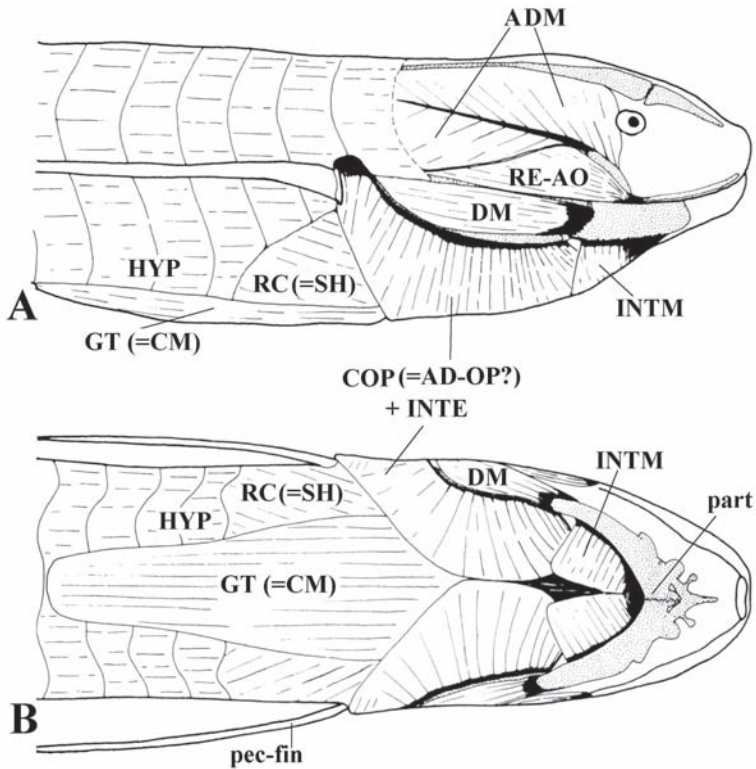 ADM
RE-AO
DM
HYP
RC (=SH)
INTM
A
GT (=CM)
COP (=AD-OP?)
+ INTE
DM
INTM
RC (=SH)
part
HYP
GT (=CM)
B
pec-fin